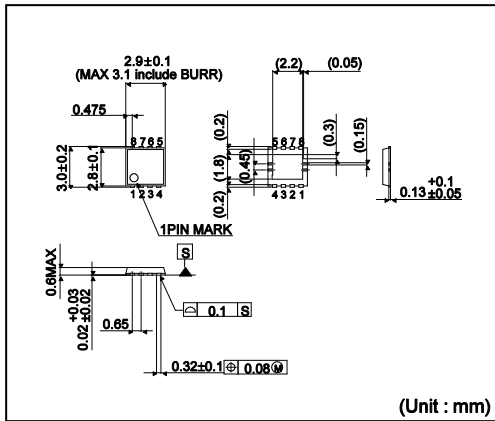 2.9±0.1
(MAX 3.1 include BURR)
0.475
8 7 6 5
3.0±0.2
2.8±0.1
1 2 3 4
1PIN MARK
(2.2)
(0.05)
(0.2)
(1.8)
(0.45)
(0.2)
5 6 7 8
4 3 2 1
(0.3)
(0.15)
0.13 +0.1
±0.05
S
0.6MAX
0.02 +0.03
±0.02
0.65
0.1 S
0.32±0.1 ⌖ 0.08 Ⓜ
(Unit : mm)